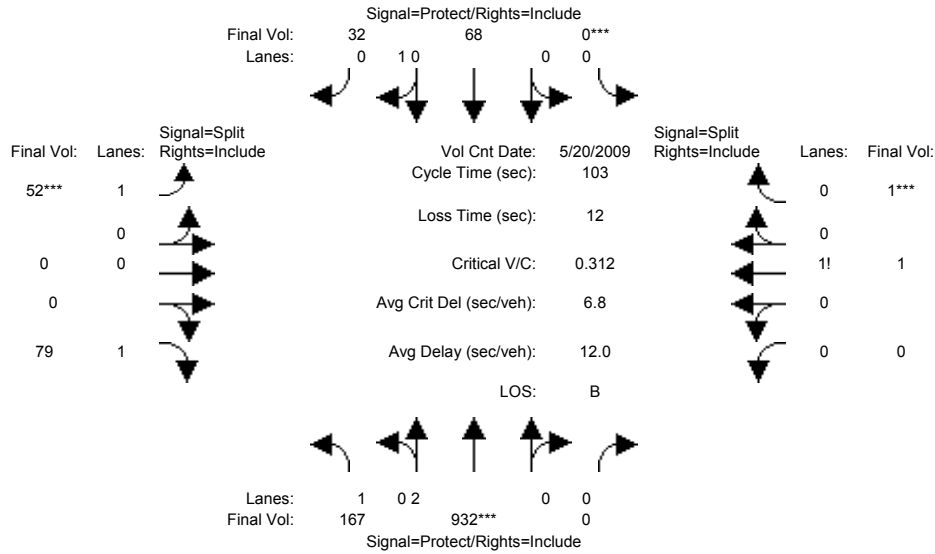 Signal=Protect/Rights=Include
Final Vol: 32 68 0***
Lanes: 0 1 0 0 0
Signal=Split Signal=Split
Final Vol: Lanes: Rights=Include Vol Cnt Date: 5/20/2009 Rights=Include Lanes: Final Vol:
Cycle Time (sec): 103
52*** 1 0 1***
Loss Time (sec): 12
0 0
0 0 Critical V/C: 0.312 1! 1
0 Avg Crit Del (sec/veh): 6.8 0
79 1 Avg Delay (sec/veh): 12.0 0 0
LOS: B
Lanes: 1 0 2 0 0
Final Vol: 167 932*** 0
Signal=Protect/Rights=Include